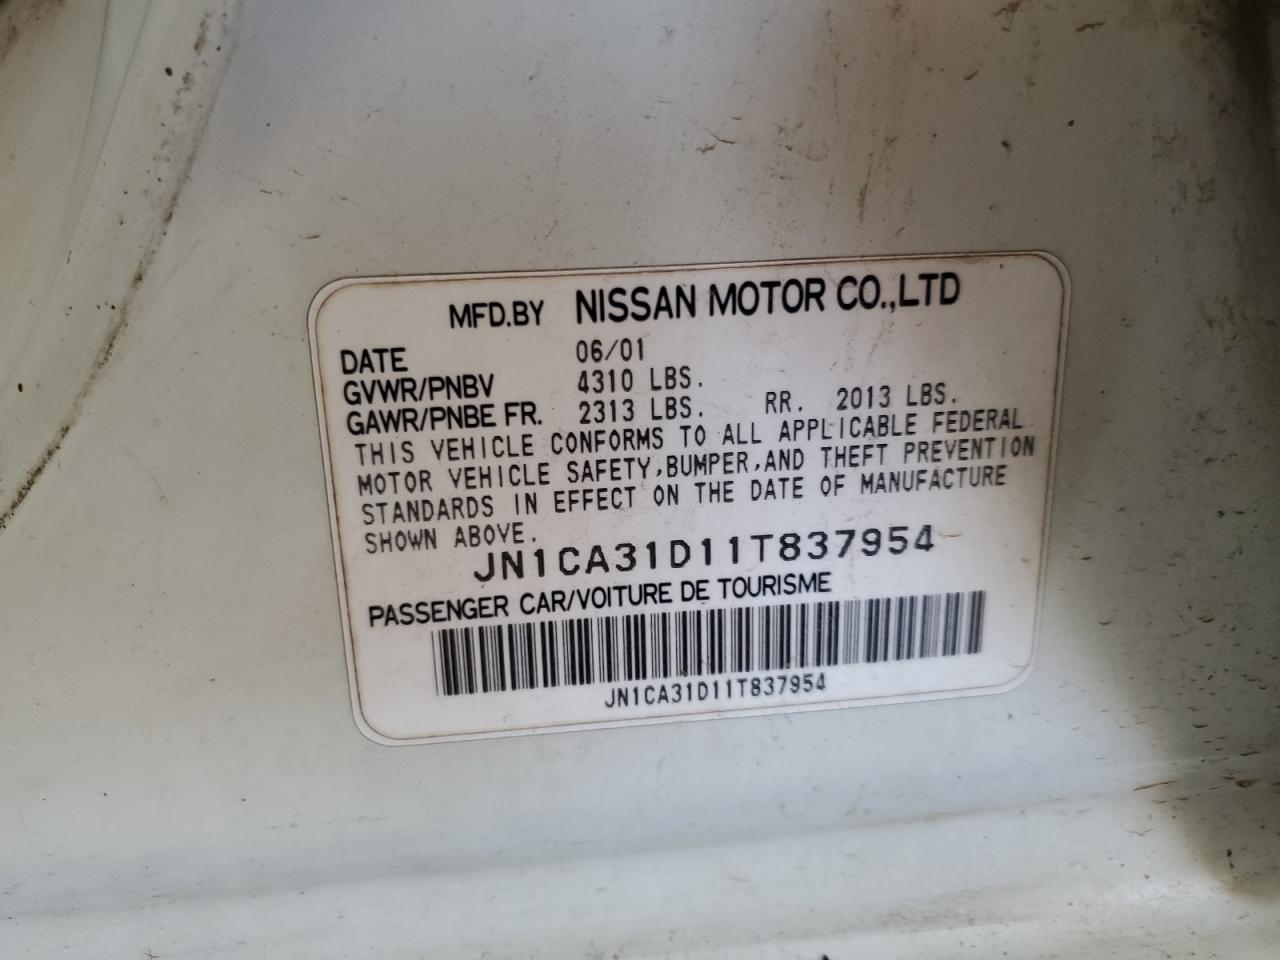 MFD.BY NISSAN MOTOR CO.,LTD
DATE 06/01
GVWR/PNBV 4310 LBS.
GAWR/PNBE FR. 2313 LBS. RR. 2013 LBS.
THIS VEHICLE CONFORMS TO ALL APPLICABLE FEDERAL
MOTOR VEHICLE SAFETY,BUMPER,AND THEFT PREVENTION
STANDARDS IN EFFECT ON THE DATE OF MANUFACTURE
SHOWN ABOVE.
JN1CA31D11T837954
PASSENGER CAR/VOITURE DE TOURISME
JN1CA31D11T837954